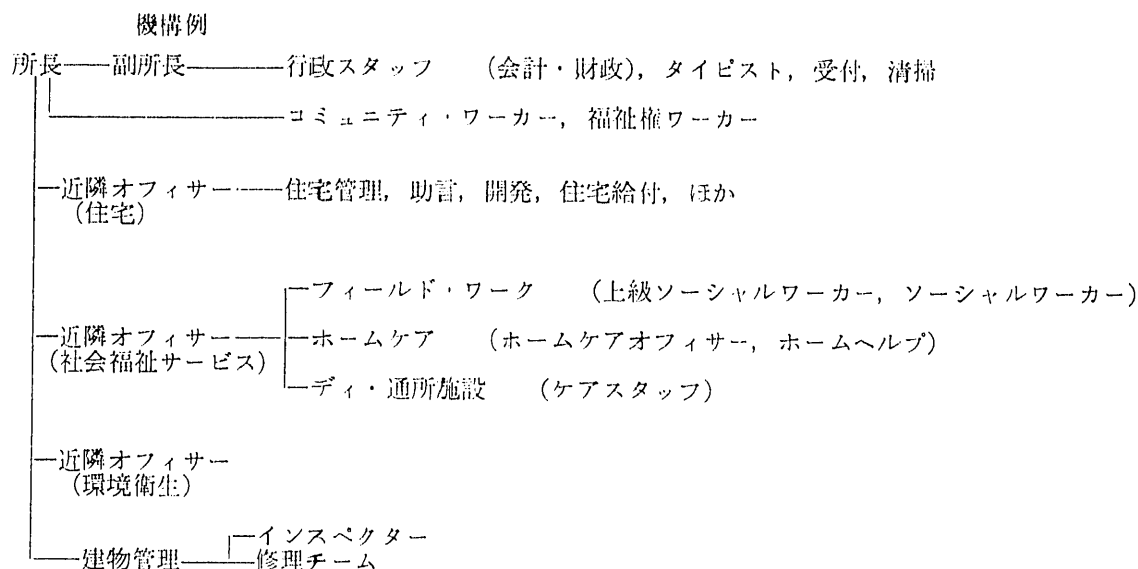 機構例
所長――副所長――――行政スタッフ (会計・財政), タイピスト, 受付, 清掃
コミュニティ・ワーカー, 福祉権ワーカー
近隣オフィサー――住宅管理, 助言, 開発, 住宅給付, ほか
(住宅)
フィールド・ワーク (上級ソーシャルワーカー, ソーシャルワーカー)
近隣オフィサー――ホームケア (ホームケアオフィサー, ホームヘルプ)
(社会福祉サービス)
ディ・通所施設 (ケアスタッフ)
近隣オフィサー
(環境衛生)
インスペクター
建物管理――修理チーム